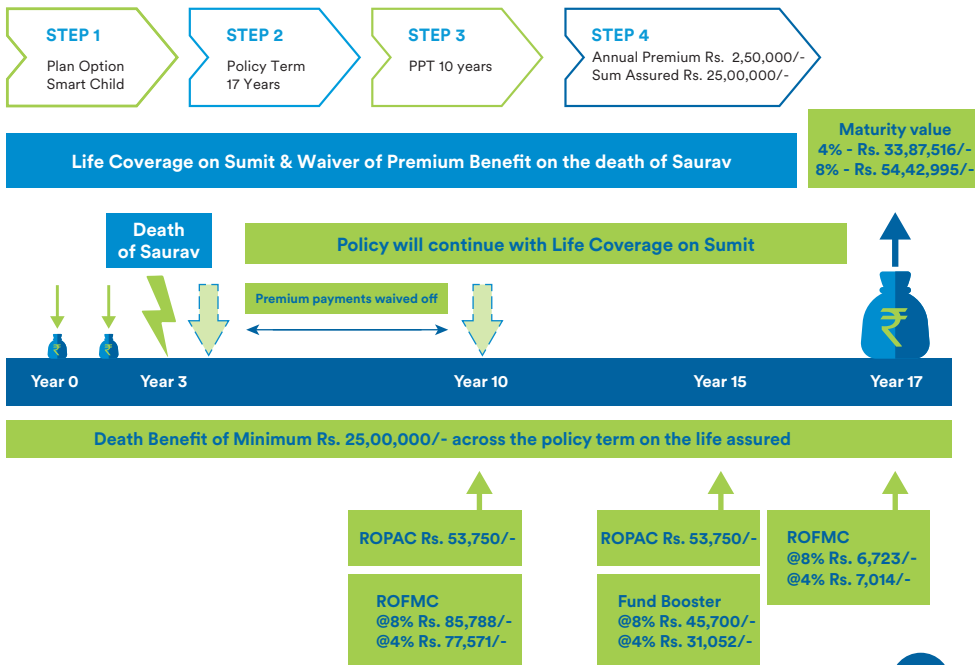 STEP 1
Plan Option
Smart Child
STEP 2
Policy Term
17 Years
STEP 3
PPT 10 years
STEP 4
Annual Premium Rs. 2,50,000/-
Sum Assured Rs. 25,00,000/-
Life Coverage on Sumit & Waiver of Premium Benefit on the death of Saurav
Maturity value
4% - Rs. 33,87,516/-
8% - Rs. 54,42,995/-
Death
of Saurav
Policy will continue with Life Coverage on Sumit
Premium payments waived off
₹
₹
₹
Year 0
Year 3
Year 10
Year 15
Year 17
Death Benefit of Minimum Rs. 25,00,000/- across the policy term on the life assured
ROPAC Rs. 53,750/-
ROFMC
@8% Rs. 85,788/-
@4% Rs. 77,571/-
ROPAC Rs. 53,750/-
Fund Booster
@8% Rs. 45,700/-
@4% Rs. 31,052/-
ROFMC
@8% Rs. 6,723/-
@4% Rs. 7,014/-